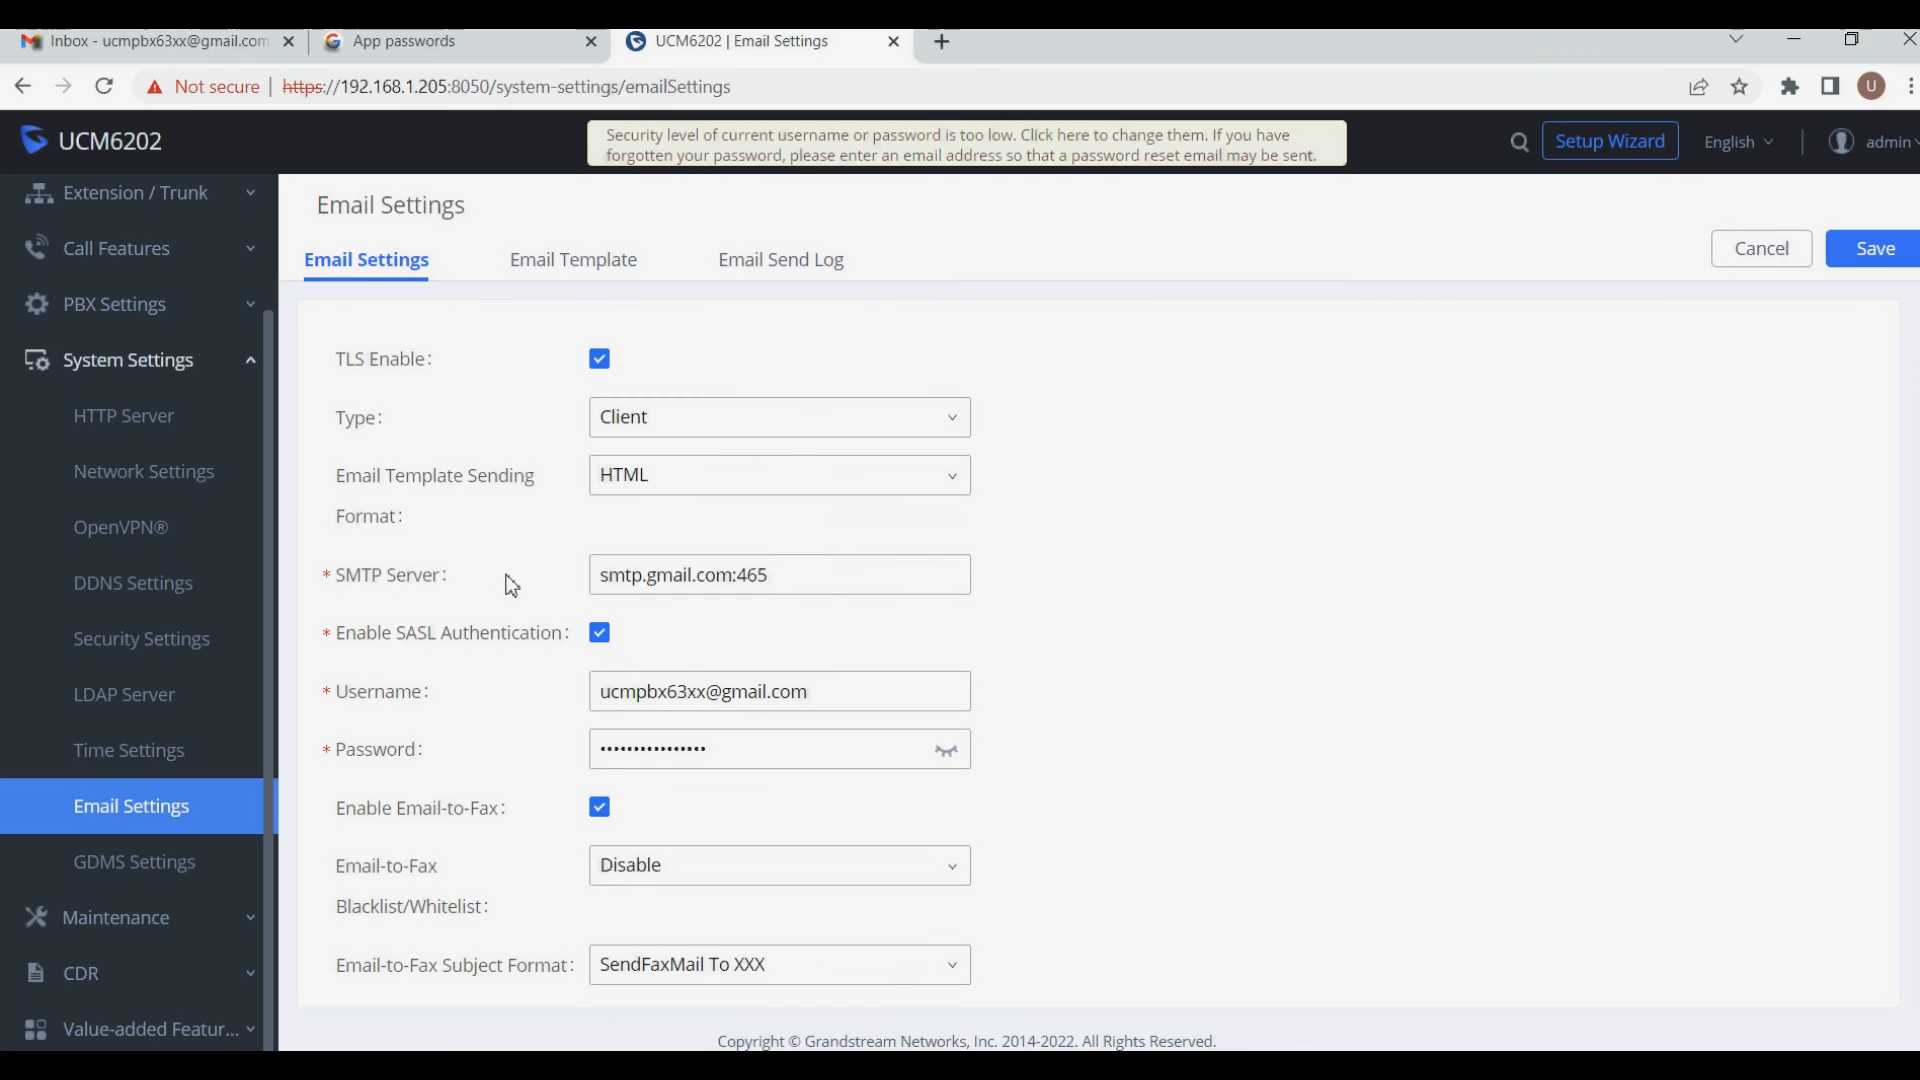 Inbox - ucmpbx63xx@gmail.com
App passwords
UCM6202 | Email Settings
Not secure | https://192.168.1.205:8050/system-settings/emailSettings
U
UCM6202
Security level of current username or password is too low. Click here to change them. If you have
forgotten your password, please enter an email address so that a password reset email may be sent.
Setup Wizard
English
admin
Extension / Trunk
Call Features
PBX Settings
System Settings
HTTP Server
Network Settings
OpenVPN®
DDNS Settings
Security Settings
LDAP Server
Time Settings
Email Settings
GDMS Settings
Maintenance
CDR
Value-added Featur...
Email Settings
Email Settings
Email Template
Email Send Log
Cancel
Save
TLS Enable:
Type:
Client
Email Template Sending
Format:
HTML
* SMTP Server:
smtp.gmail.com:465
* Enable SASL Authentication:
* Username:
ucmpbx63xx@gmail.com
* Password:
••••••••••••••••
Enable Email-to-Fax:
Email-to-Fax
Blacklist/Whitelist:
Disable
Email-to-Fax Subject Format:
SendFaxMail To XXX
Copyright © Grandstream Networks, Inc. 2014-2022. All Rights Reserved.